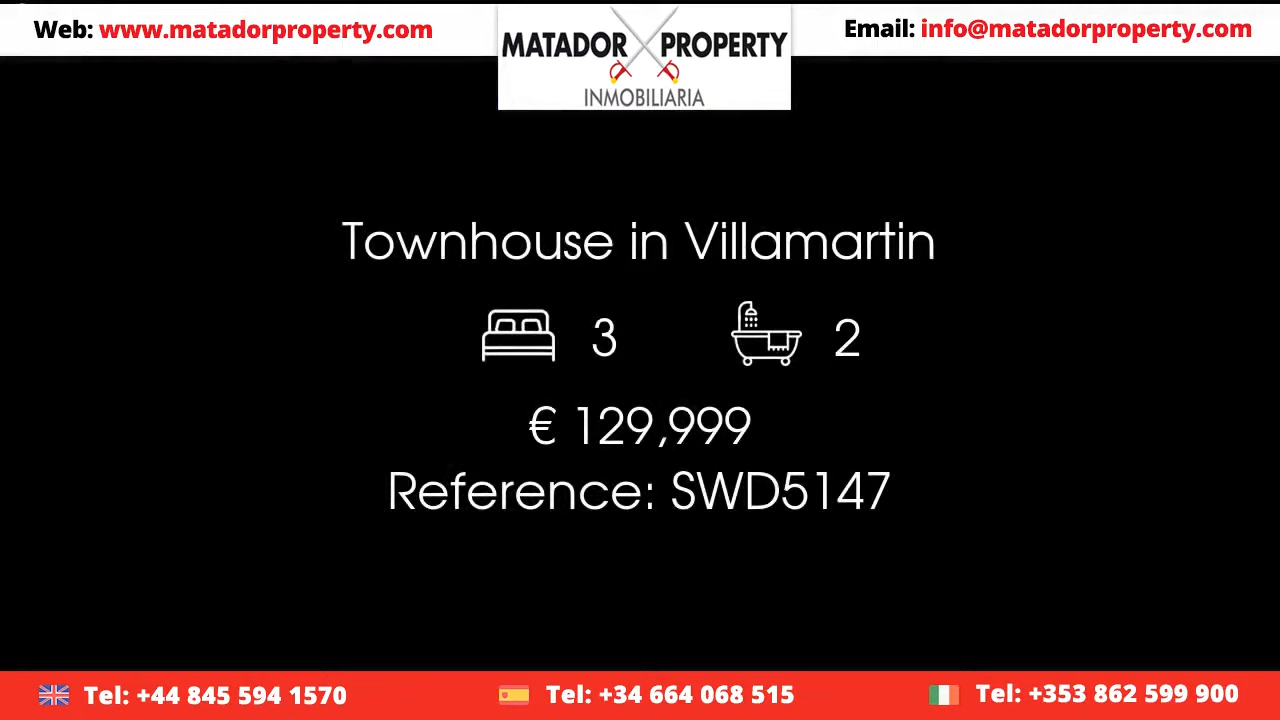 Web: www.matadorproperty.com
MATADOR PROPERTY
INMOBILIARIA
Email: info@matadorproperty.com
Townhouse in Villamartin
3 2
€ 129,999
Reference: SWD5147
Tel: +44 845 594 1570
Tel: +34 664 068 515
Tel: +353 862 599 900